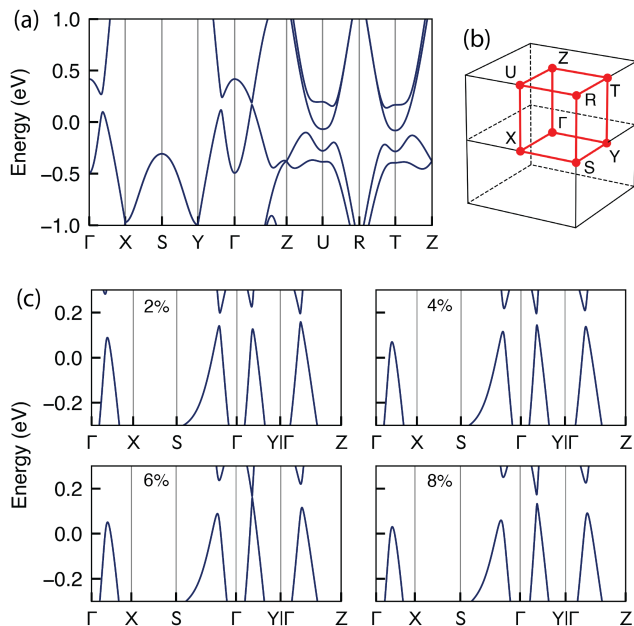 (a)
1.0
0.5
0.0
−0.5
−1.0
Energy (eV)
Γ X S Y Γ Z U R T Z
(b)
Z
U
T
R
X
Γ
Y
S
(c)
2%
0.2
0.0
−0.2
Γ X S Γ Y|Γ Z
4%
Γ X S Γ Y|Γ Z
Energy (eV)
6%
0.2
0.0
−0.2
Γ X S Γ Y|Γ Z
8%
Γ X S Γ Y|Γ Z